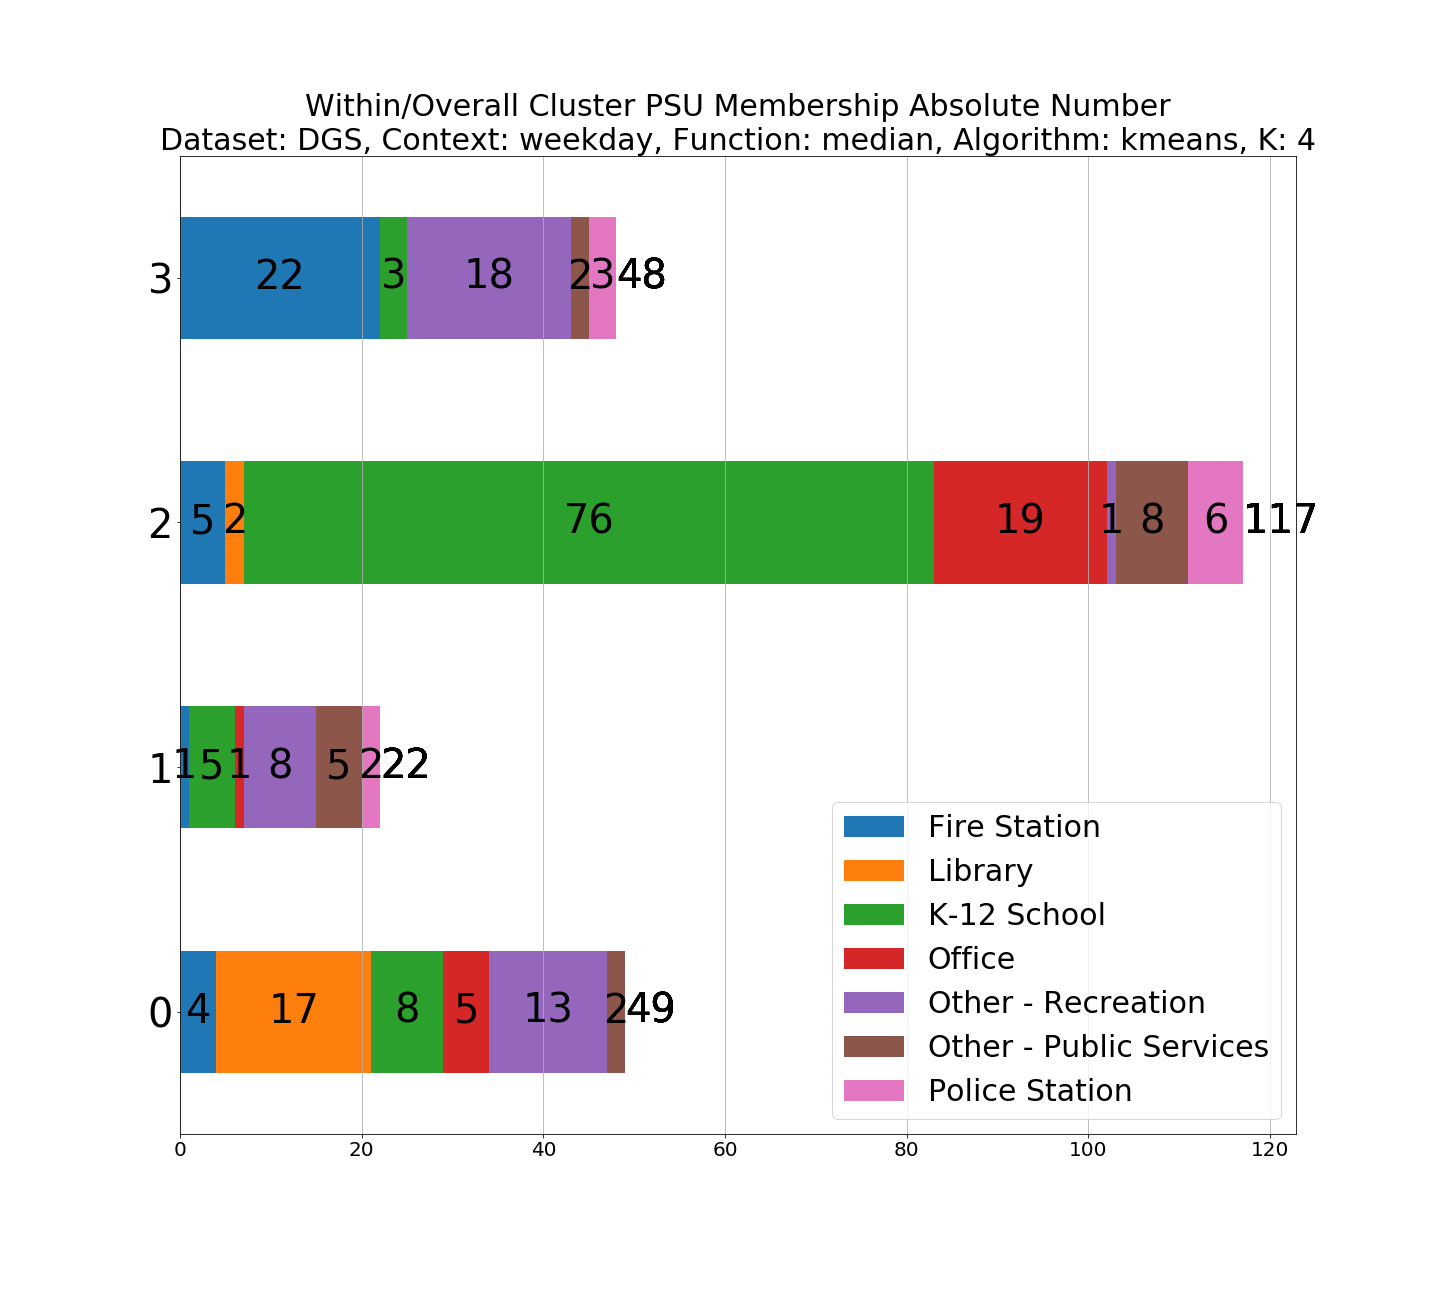 Within/Overall Cluster PSU Membership Absolute Number
Dataset: DGS, Context: weekday, Function: median, Algorithm: kmeans, K: 4
3 22 3 18 2 3 48
2 5 2 76 19 1 8 6 117
1 1 5 1 8 5 2 22
0 4 17 8 5 13 2 49
Fire Station
Library
K-12 School
Office
Other - Recreation
Other - Public Services
Police Station
0 20 40 60 80 100 120